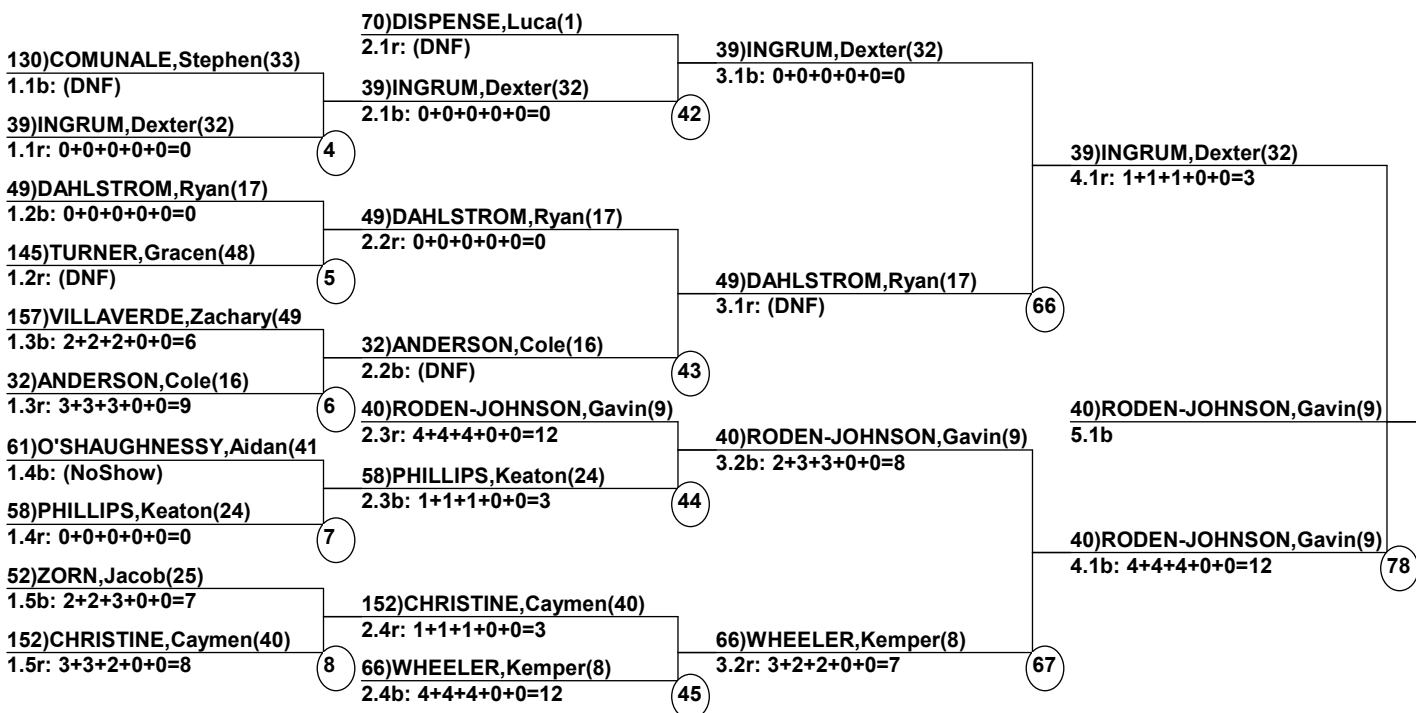 70)DISPENSE,Luca(1)
2.1r: (DNF)
130)COMUNALE,Stephen(33)
1.1b: (DNF)
39)INGRUM,Dexter(32)
2.1b: 0+0+0+0+0=0
42
39)INGRUM,Dexter(32)
1.1r: 0+0+0+0+0=0
4
39)INGRUM,Dexter(32)
3.1b: 0+0+0+0+0=0
49)DAHLSTROM,Ryan(17)
1.2b: 0+0+0+0+0=0
49)DAHLSTROM,Ryan(17)
2.2r: 0+0+0+0+0=0
145)TURNER,Gracen(48)
1.2r: (DNF)
5
49)DAHLSTROM,Ryan(17)
3.1r: (DNF)
66
157)VILLAVERDE,Zachary(49
1.3b: 2+2+2+0+0=6
32)ANDERSON,Cole(16)
2.2b: (DNF)
43
32)ANDERSON,Cole(16)
1.3r: 3+3+3+0+0=9
6
39)INGRUM,Dexter(32)
4.1r: 1+1+1+0+0=3
40)RODEN-JOHNSON,Gavin(9)
2.3r: 4+4+4+0+0=12
61)O'SHAUGHNESSY,Aidan(41
1.4b: (NoShow)
58)PHILLIPS,Keaton(24)
2.3b: 1+1+1+0+0=3
44
58)PHILLIPS,Keaton(24)
1.4r: 0+0+0+0+0=0
7
40)RODEN-JOHNSON,Gavin(9)
3.2b: 2+3+3+0+0=8
40)RODEN-JOHNSON,Gavin(9)
5.1b
52)ZORN,Jacob(25)
1.5b: 2+2+3+0+0=7
152)CHRISTINE,Caymen(40)
2.4r: 1+1+1+0+0=3
152)CHRISTINE,Caymen(40)
1.5r: 3+3+2+0+0=8
8
66)WHEELER,Kemper(8)
2.4b: 4+4+4+0+0=12
45
66)WHEELER,Kemper(8)
3.2r: 3+2+2+0+0=7
67
40)RODEN-JOHNSON,Gavin(9)
4.1b: 4+4+4+0+0=12
78